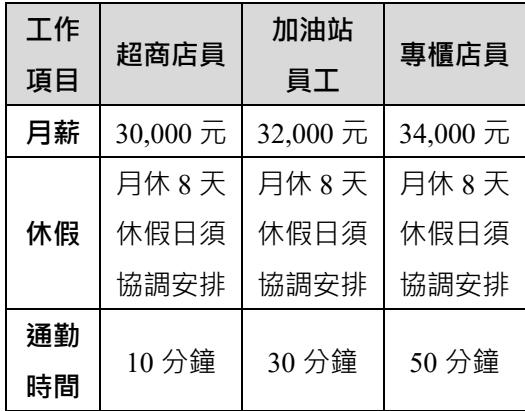 工作
項目
超商店員
加油站
員工
專櫃店員
月薪
30,000 元
32,000 元
34,000 元
休假
月休 8 天
休假日須
協調安排
月休 8 天
休假日須
協調安排
月休 8 天
休假日須
協調安排
通勤
時間
10 分鐘
30 分鐘
50 分鐘